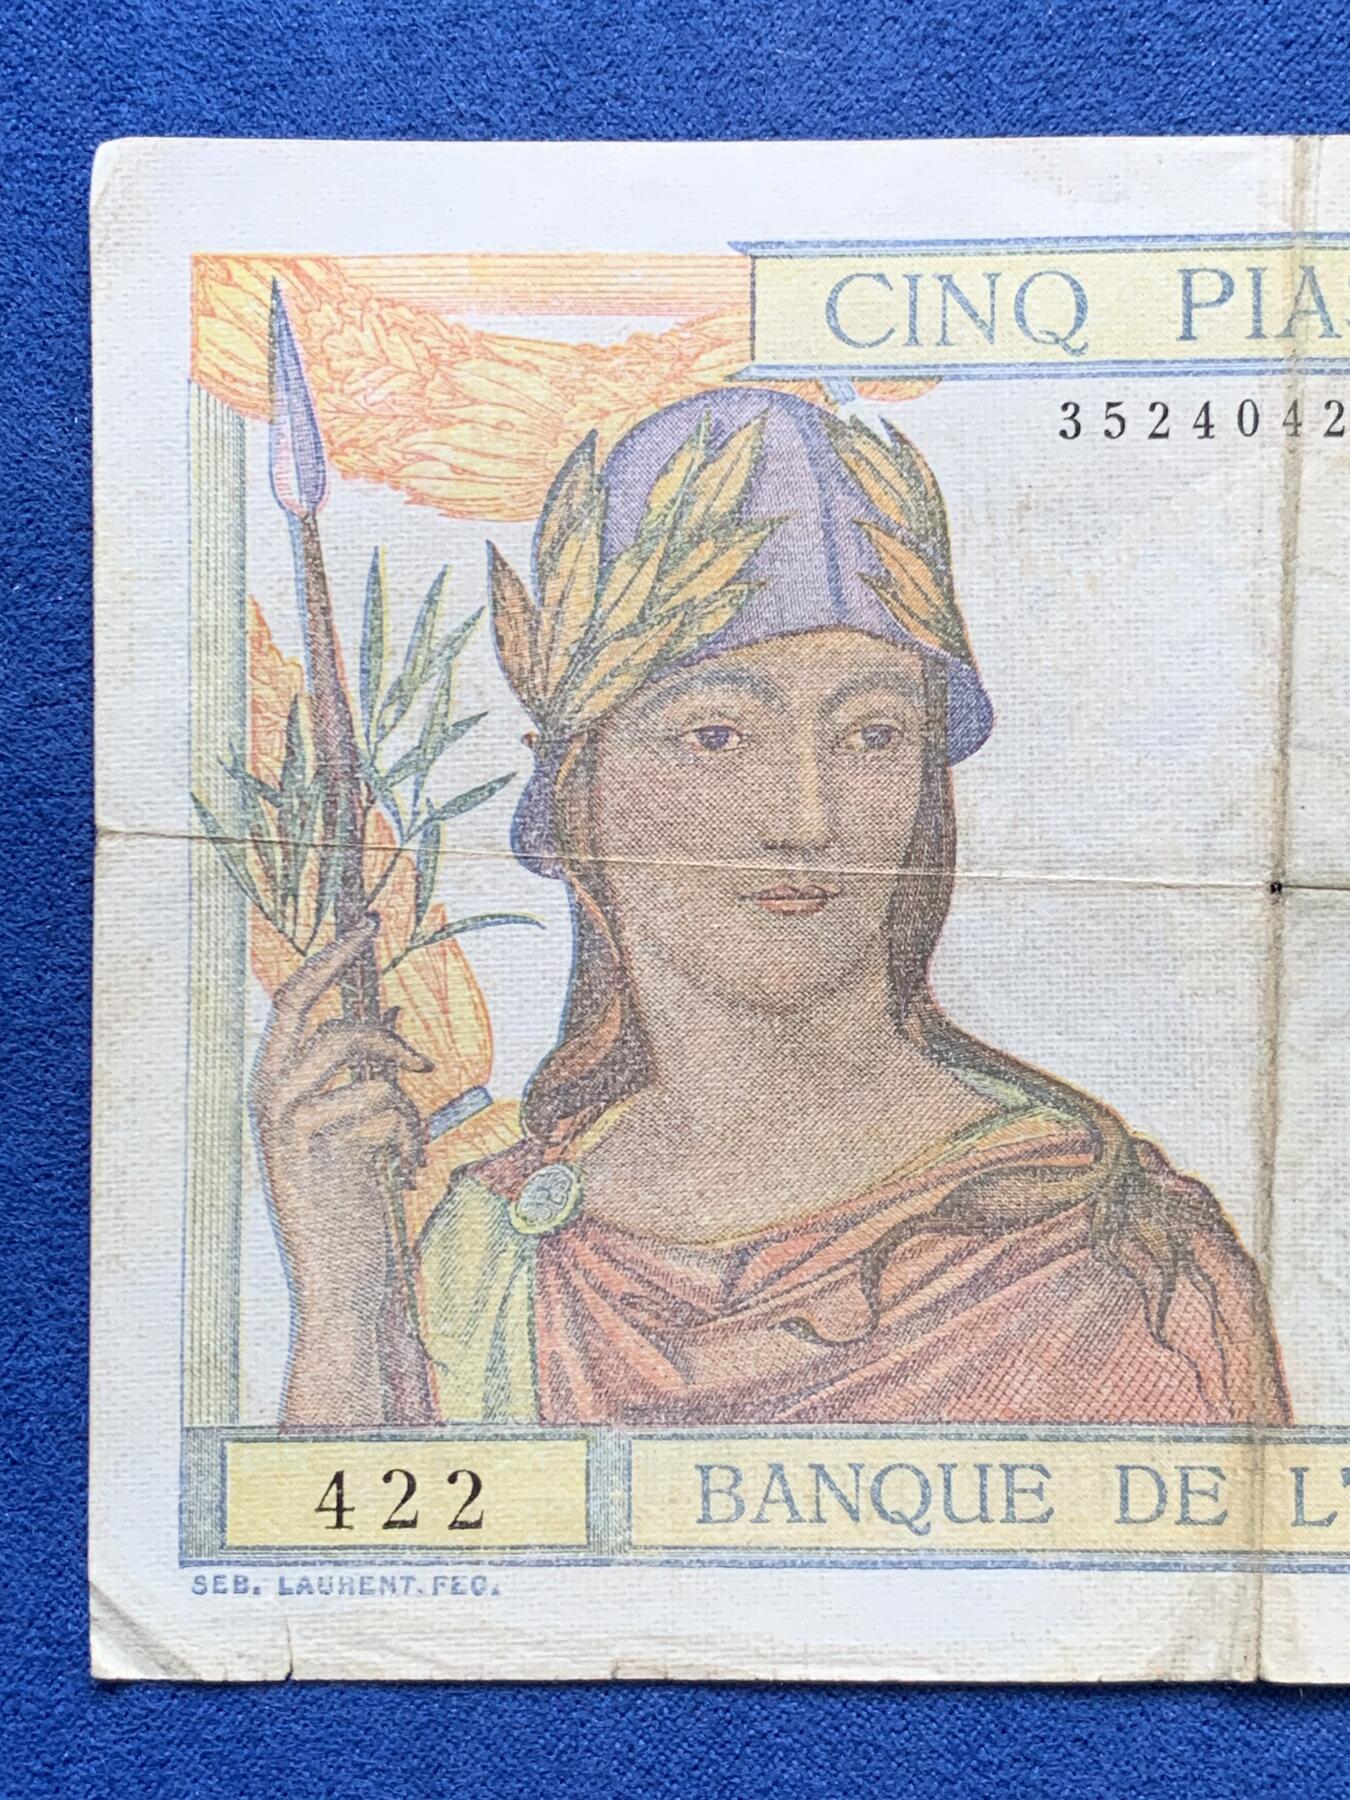 CINQ PIAS
3524042
422
BANQUE DE L'
SEB. LAURENT. FEC.